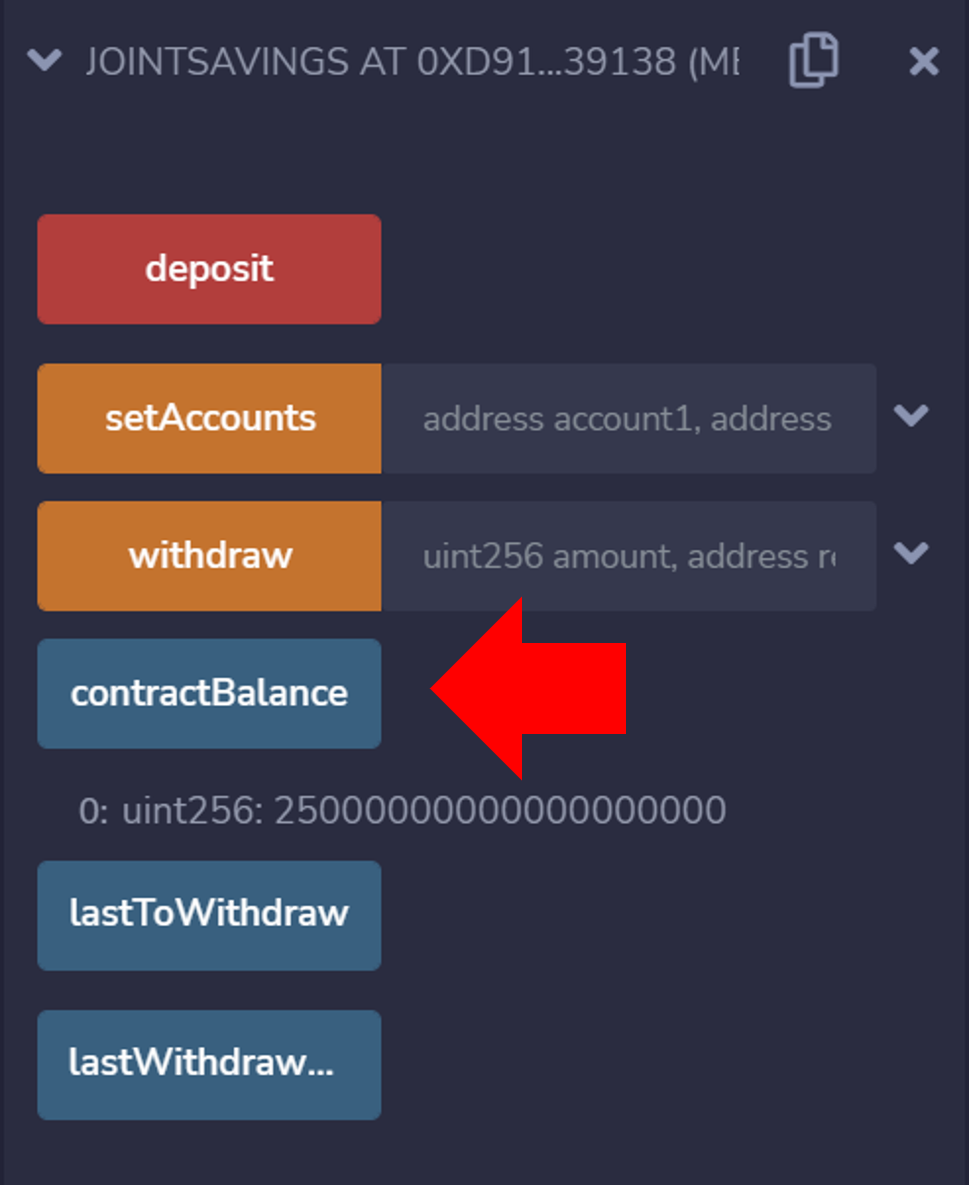 JOINTSAVINGS AT 0XD91...39138 (ME
deposit
setAccounts address account1, address
withdraw uint256 amount, address re
contractBalance
0: uint256: 25000000000000000000
lastToWithdraw
lastWithdraw...